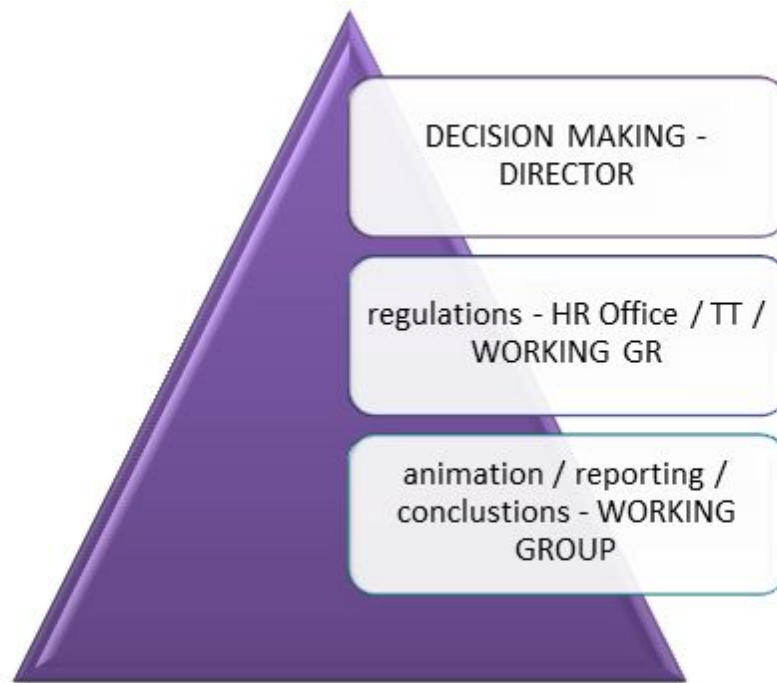 DECISION MAKING -
DIRECTOR
regulations - HR Office / TT /
WORKING GR
animation / reporting /
conclustions - WORKING
GROUP